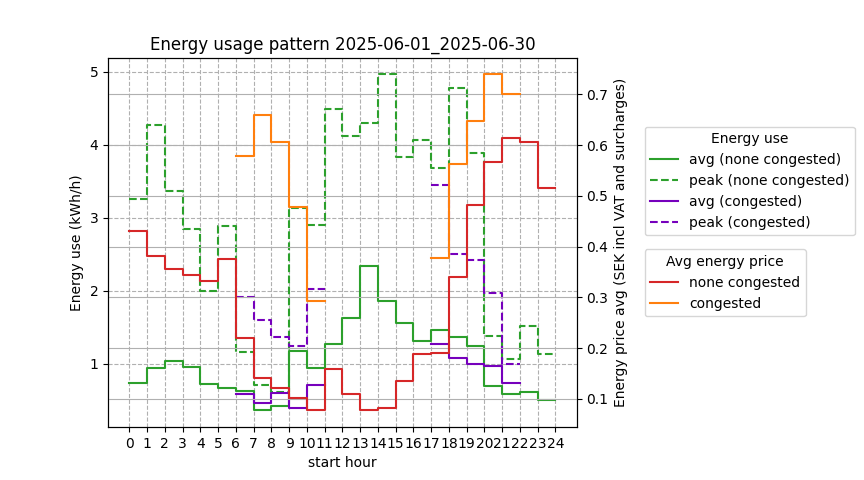 Energy usage pattern 2025-06-01_2025-06-30
5
4
3
2
1
Energy use (kWh/h)
0 1 2 3 4 5 6 7 8 9 10 11 12 13 14 15 16 17 18 19 20 21 22 23 24
start hour
0.7
0.6
0.5
0.4
0.3
0.2
0.1
Energy price avg (SEK incl VAT and surcharges)
Energy use
avg (none congested)
peak (none congested)
avg (congested)
peak (congested)
Avg energy price
none congested
congested